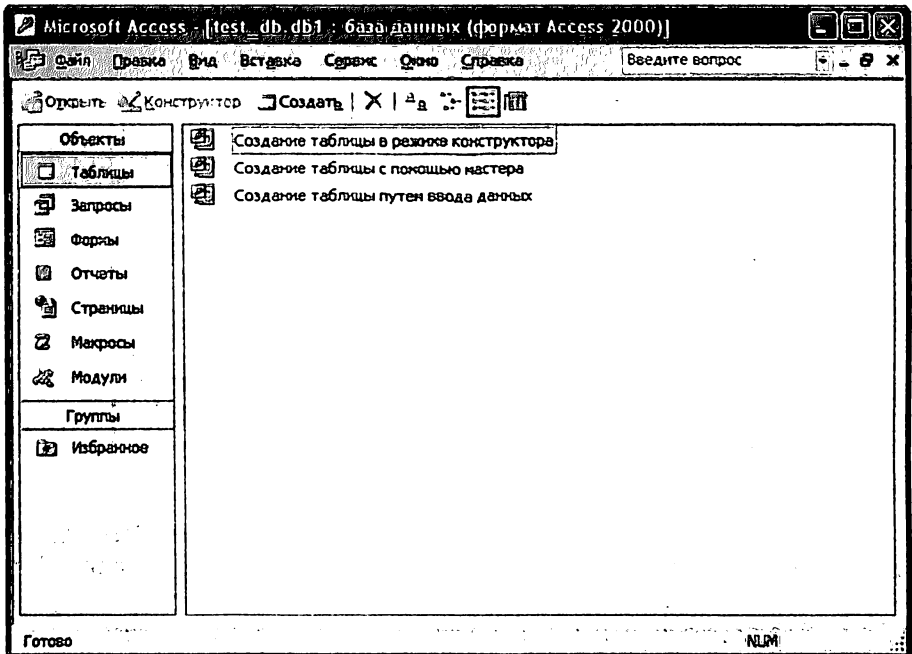 Microsoft Access - [test_db.db1 : база данных (формат Access 2000)]
Файл Правка Вид Вставка Сервис Окно Справка Введите вопрос
Открыть Конструктор Создать
Объекты
Таблицы
Запросы
Формы
Отчеты
Страницы
Макросы
Модули
Группы
Избранное
Создание таблицы в режиме конструктора
Создание таблицы с помощью мастера
Создание таблицы путем ввода данных
Готово NUM